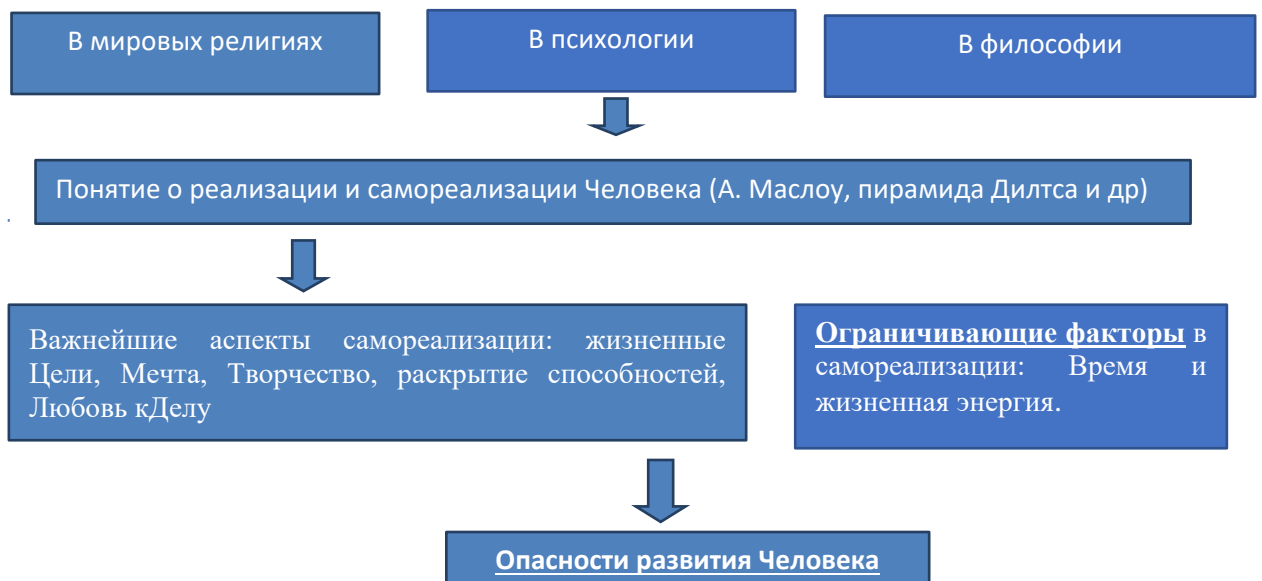 В мировых религиях
В психологии
В философии
Понятие о реализации и самореализации Человека (А. Маслоу, пирамида Дилтса и др)
.
Важнейшие аспекты самореализации: жизненные
Цели, Мечта, Творчество, раскрытие способностей,
Любовь кДелу
Ограничивающие факторы в
самореализации: Время и
жизненная энергия.
Опасности развития Человека